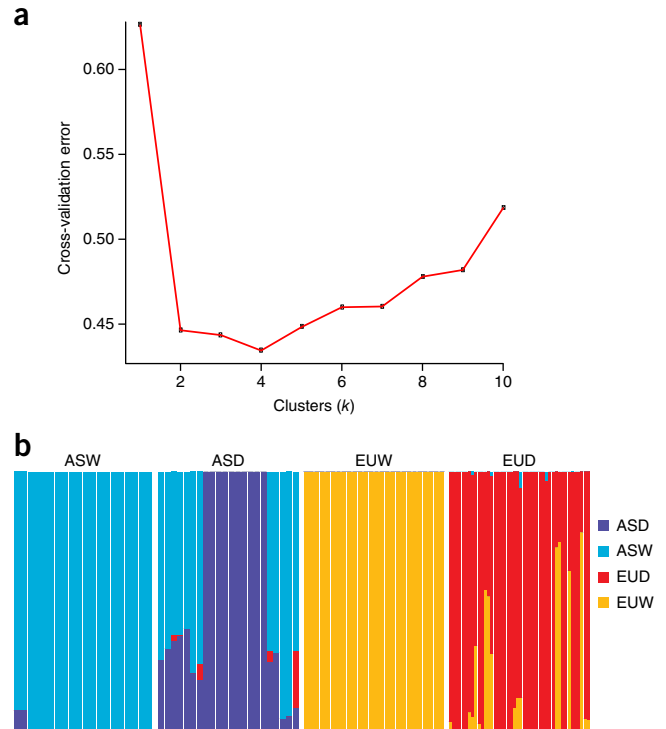 a
0.60
0.55
0.50
0.45
Cross-validation error
2 4 6 8 10
Clusters (k)
b
ASW ASD EUW EUD
ASD
ASW
EUD
EUW